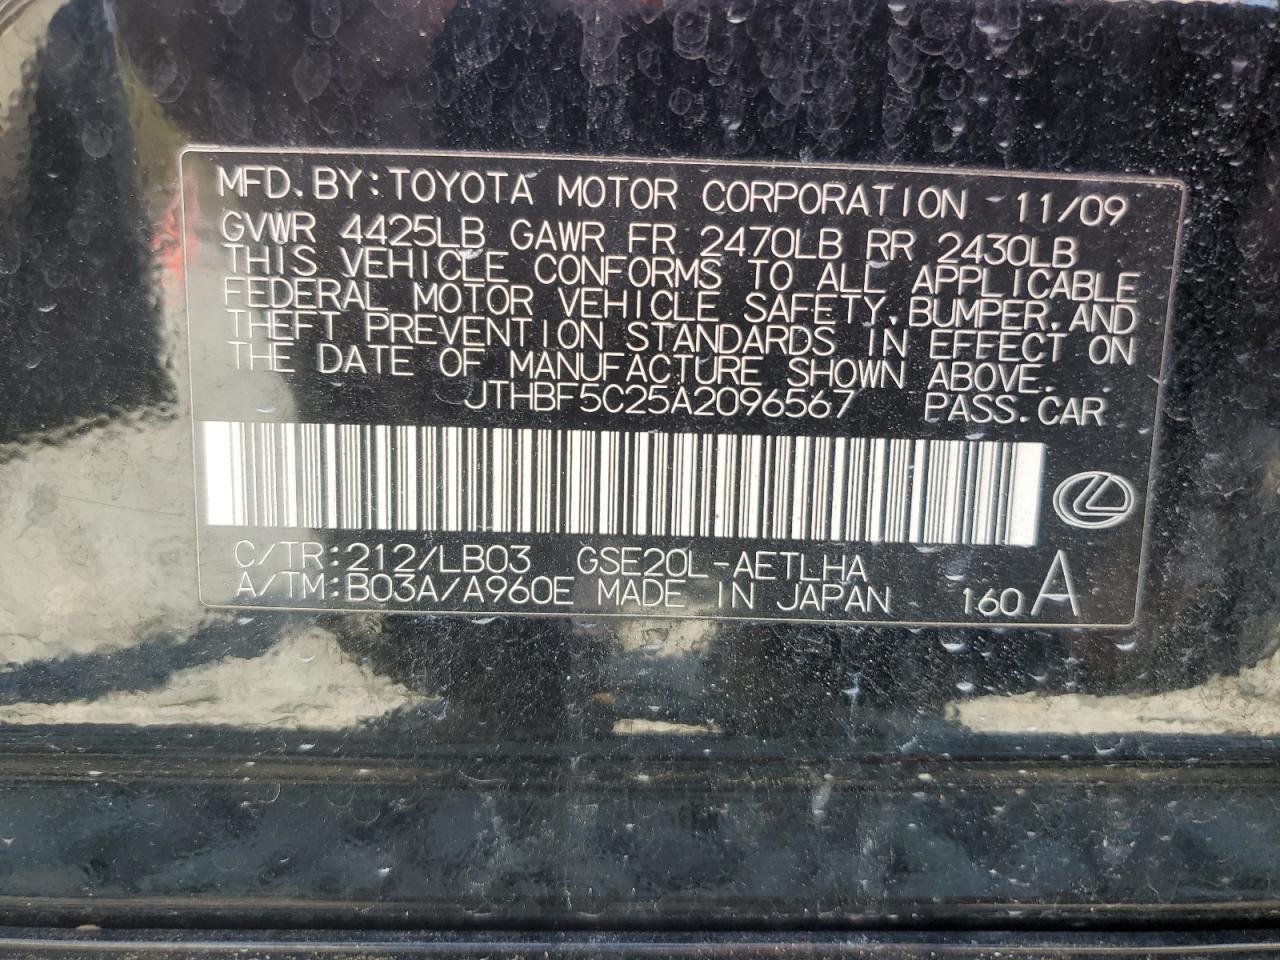 MFD.BY:TOYOTA MOTOR CORPORATION 11/09
GVWR 4425LB GAWR FR 2470LB RR 2430LB
THIS VEHICLE CONFORMS TO ALL APPLICABLE
FEDERAL MOTOR VEHICLE SAFETY,BUMPER,AND
THEFT PREVENTION STANDARDS IN EFFECT ON
THE DATE OF MANUFACTURE SHOWN ABOVE.
JTHBF5C25A2096567 PASS.CAR
C/TR:212/LB03 GSE20L-AETLHA
A/TM:B03A/A960E MADE IN JAPAN 160 A